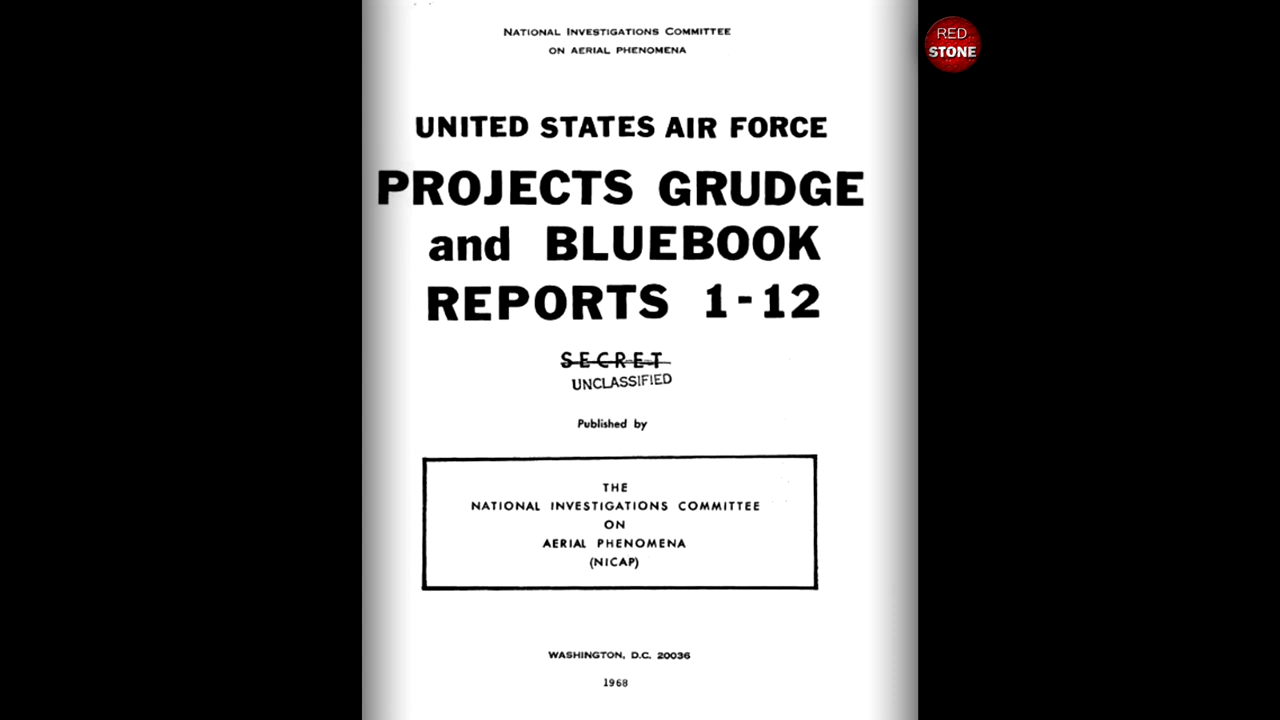 NATIONAL INVESTIGATIONS COMMITTEE
ON AERIAL PHENOMENA
UNITED STATES AIR FORCE
PROJECTS GRUDGE
and BLUEBOOK
REPORTS 1-12
SECRET
UNCLASSIFIED
Published by
THE
NATIONAL INVESTIGATIONS COMMITTEE
ON
AERIAL PHENOMENA
(NICAP)
WASHINGTON, D.C. 20036
1968
RED..
STONE